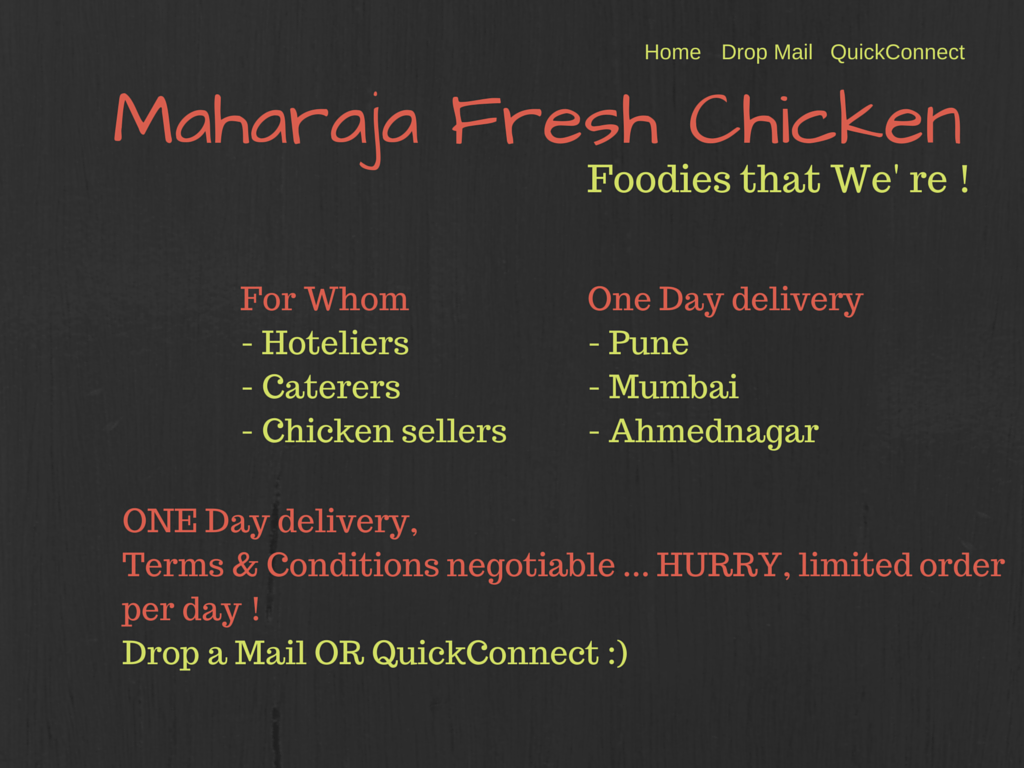 Home Drop Mail QuickConnect
Maharaja Fresh Chicken
Foodies that We' re !
For Whom
- Hoteliers
- Caterers
- Chicken sellers
One Day delivery
- Pune
- Mumbai
- Ahmednagar
ONE Day delivery,
Terms & Conditions negotiable ... HURRY, limited order
per day !
Drop a Mail OR QuickConnect :)